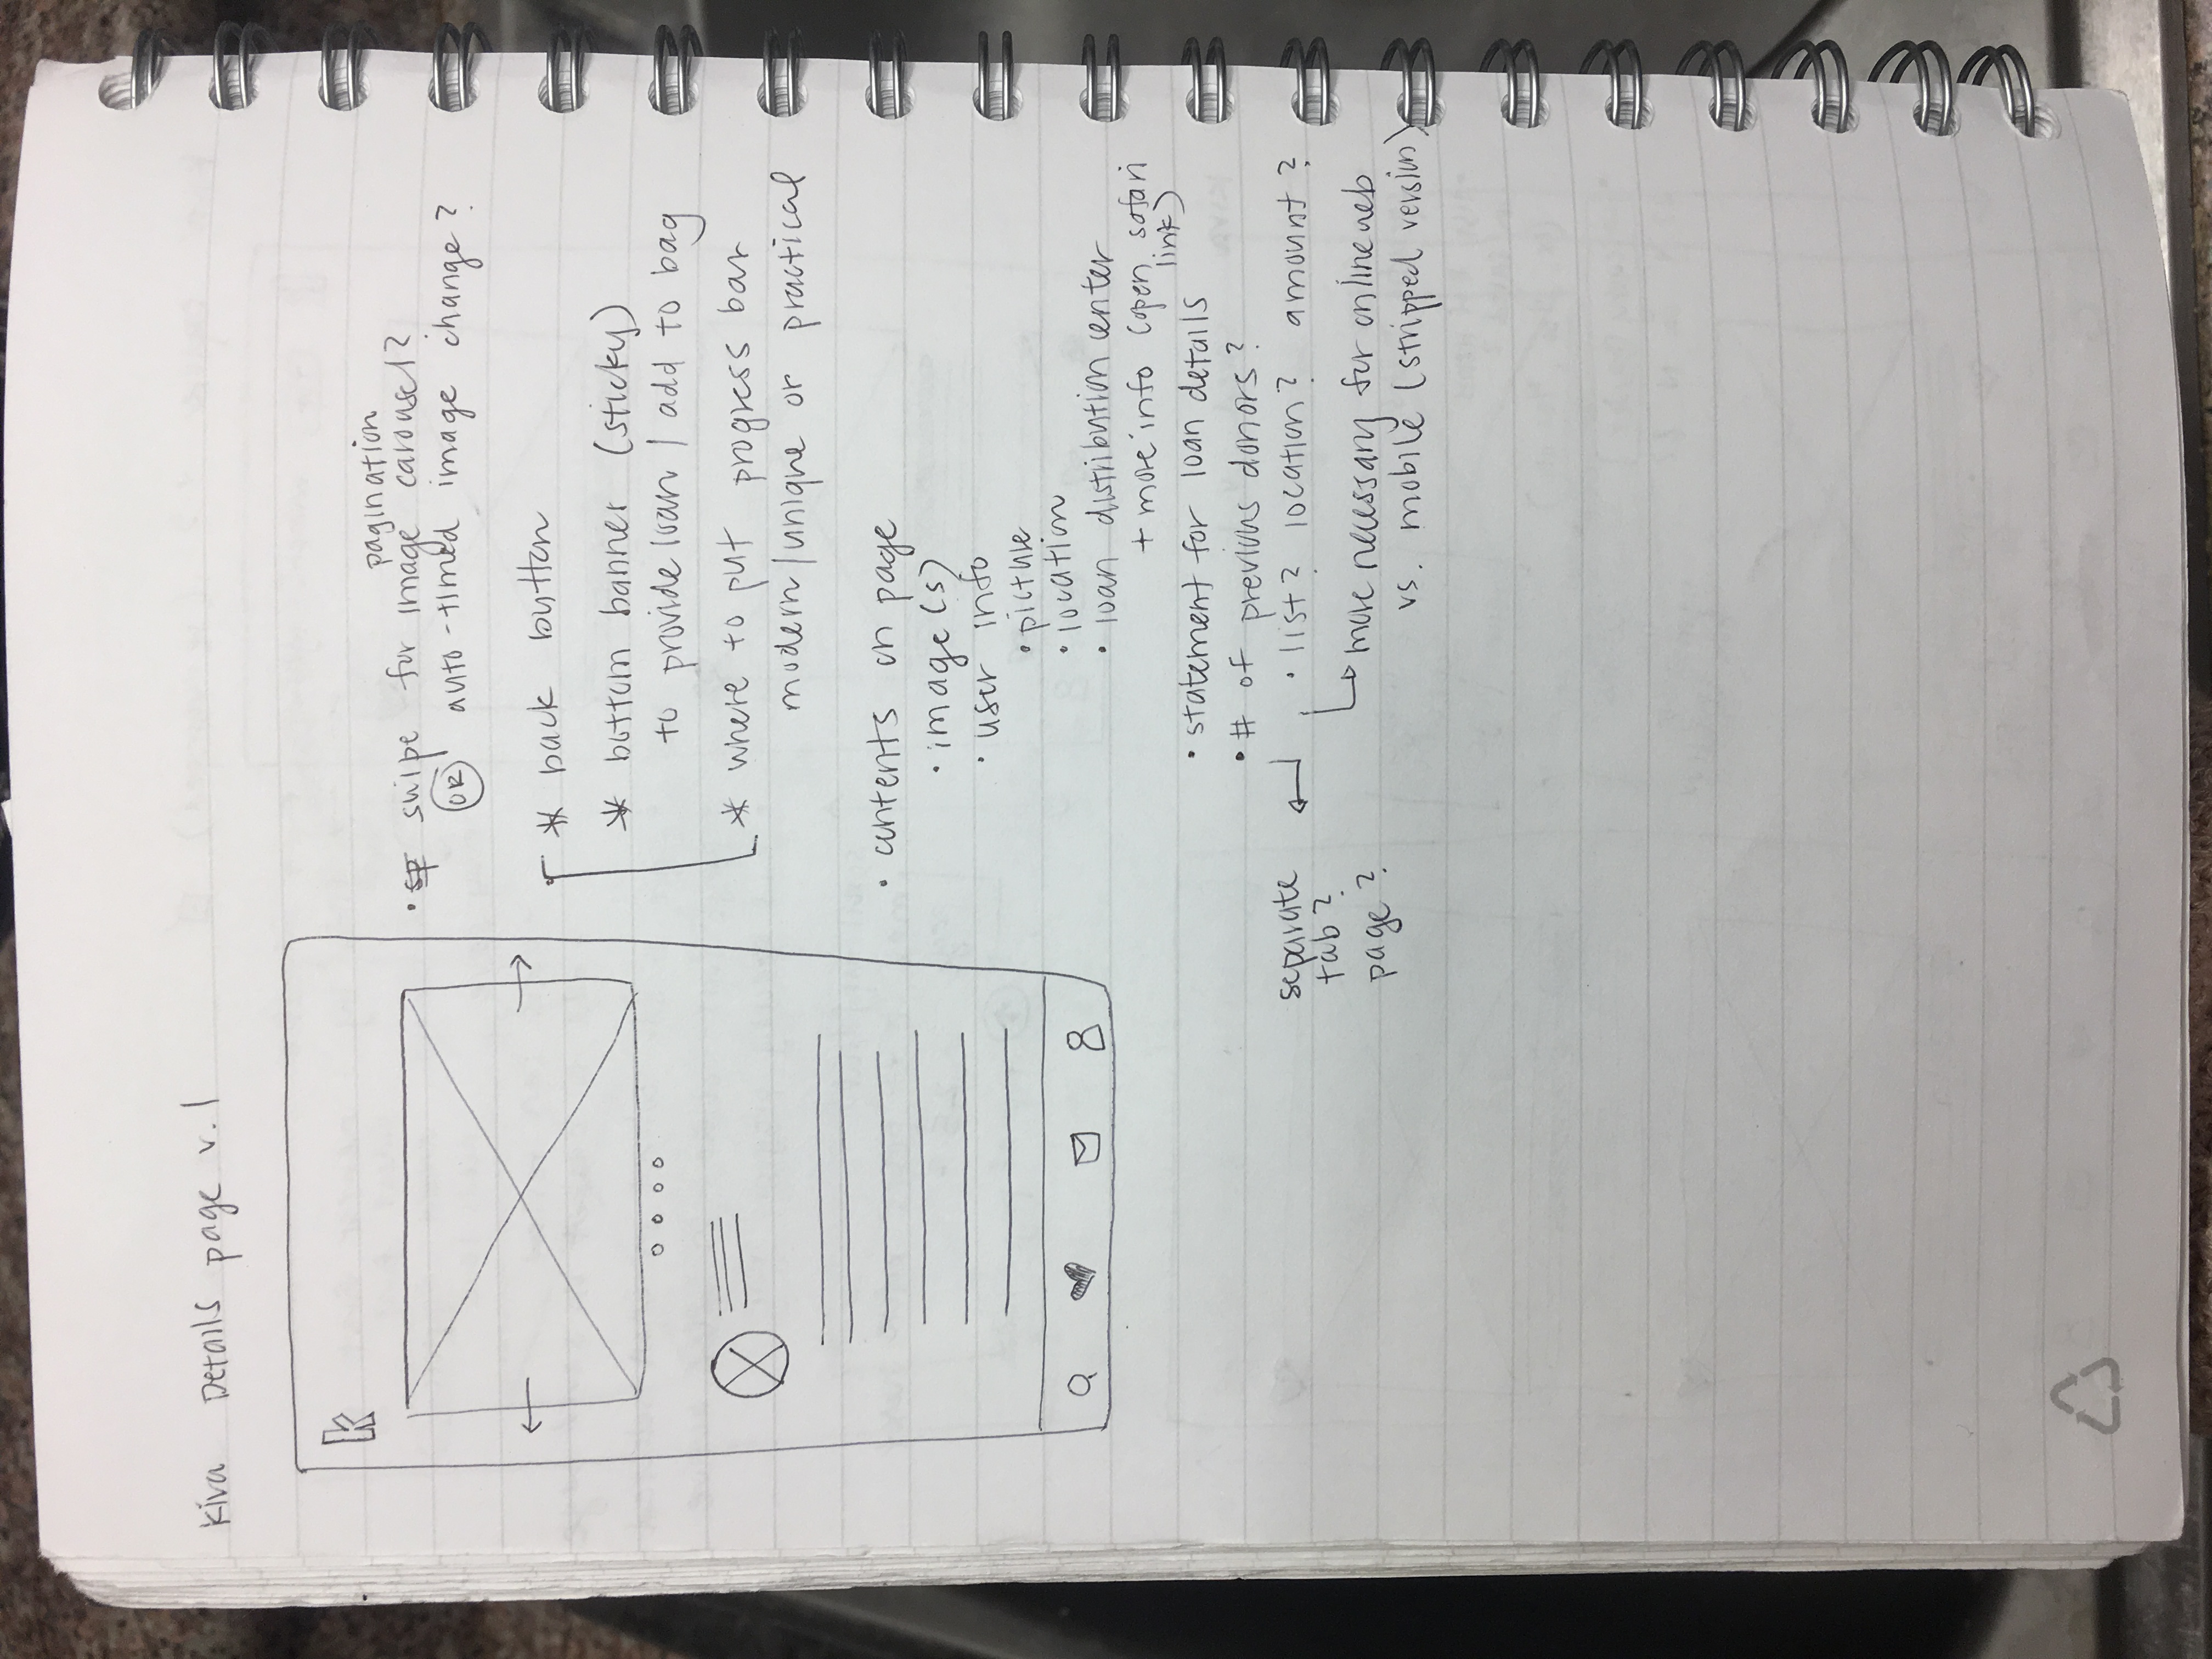 Kiva Details page v.1
K
pagination
• sp swipe for image carousel?
OR auto-timed image change?
* back button
* bottom banner (sticky)
to provide loan / add to bag
* where to put progress bar
modern/unique or practical
• contents on page
• image(s)
• user info
• picture
• location
• loan distribution center
+ more info (open safari
link)
• statement for loan details
• # of previous donors?
• list? location? amount?
separate
tab?
page?
more necessary for online web
vs. mobile (stripped version)